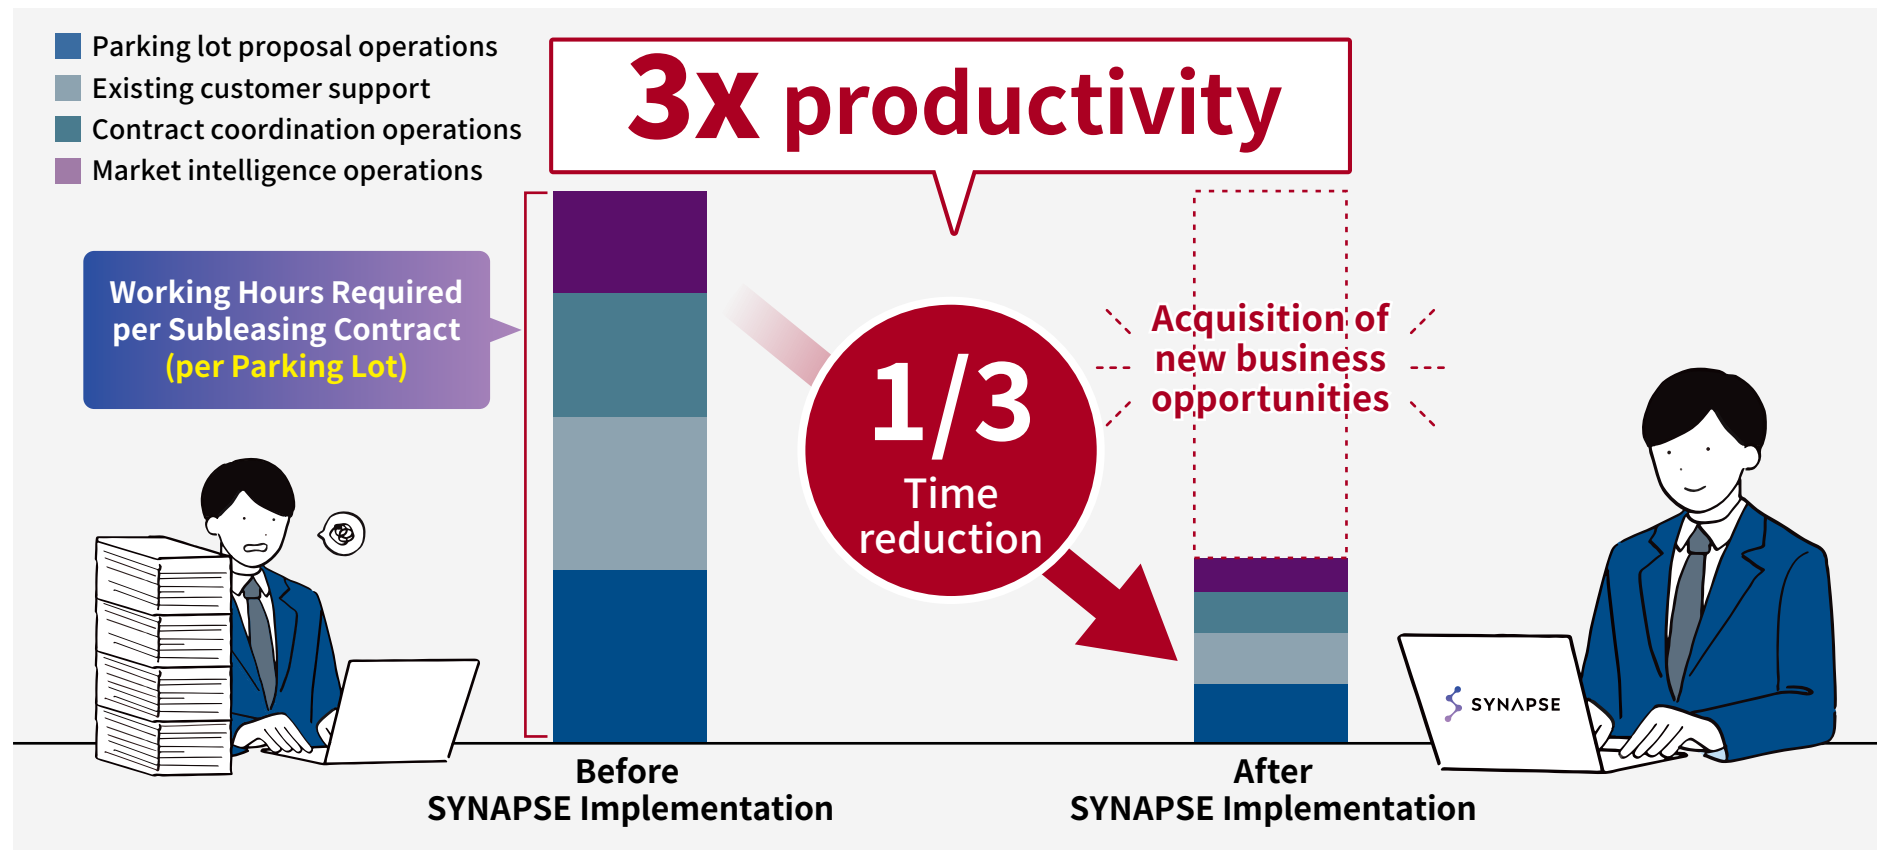 Parking lot proposal operations
Existing customer support
Contract coordination operations
Market intelligence operations
3x productivity
Working Hours Required
per Subleasing Contract
(per Parking Lot)
1/3
Time
reduction
Acquisition of
new business
opportunities
SYNAPSE
Before
SYNAPSE Implementation
After
SYNAPSE Implementation